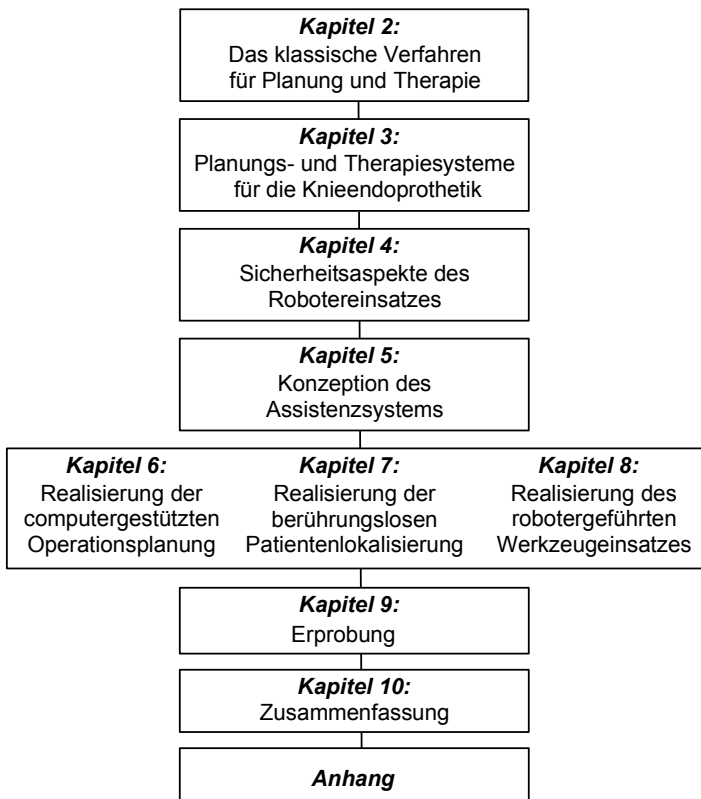 Kapitel 2:
Das klassische Verfahren
für Planung und Therapie
Kapitel 3:
Planungs- und Therapiesysteme
für die Knieendoprothetik
Kapitel 4:
Sicherheitsaspekte des
Robotereinsatzes
Kapitel 5:
Konzeption des
Assistenzsystems
Kapitel 6:
Realisierung der
computergestützten
Operationsplanung
Kapitel 7:
Realisierung der
berührungslosen
Patientenlokalisierung
Kapitel 8:
Realisierung des
robotergeführten
Werkzeugeinsatzes
Kapitel 9:
Erprobung
Kapitel 10:
Zusammenfassung
Anhang